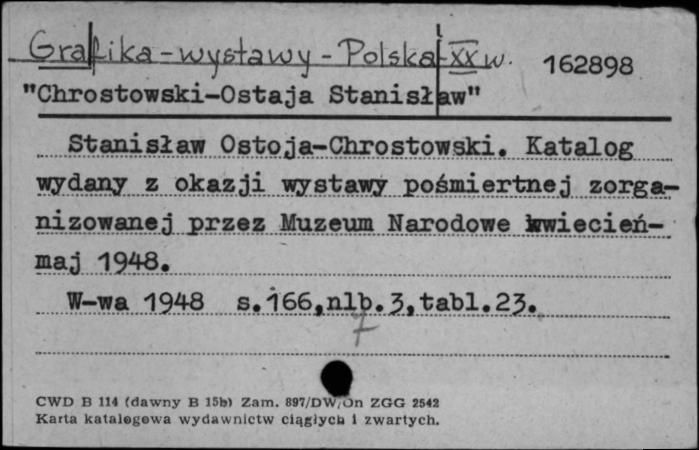 Grafika - wystawy - Polska - XX w. 162898
"Chrostowski-Ostaja Stanisław"
Stanisław Ostoja-Chrostowski. Katalog
wydany z okazji wystawy pośmiertnej zorga-
nizowanej przez Muzeum Narodowe kwiecień-
maj 1948.
W-wa 1948 s.166,nlb.3,tabl.23.
7
CWD B 114 (dawny B 15b) Zam. 897/DW/On ZGG 2542
Karta katalogowa wydawnictw ciągłych i zwartych.